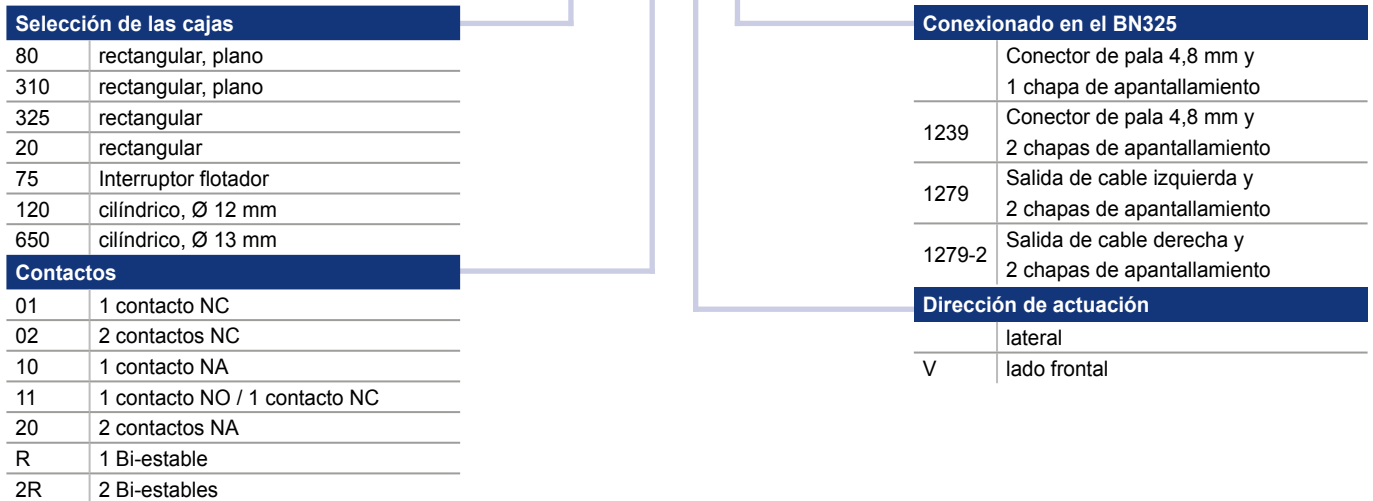 Selección de las cajas
80 rectangular, plano
310 rectangular, plano
325 rectangular
20 rectangular
75 Interruptor flotador
120 cilíndrico, Ø 12 mm
650 cilíndrico, Ø 13 mm
Contactos
01 1 contacto NC
02 2 contactos NC
10 1 contacto NA
11 1 contacto NO / 1 contacto NC
20 2 contactos NA
R 1 Bi-estable
2R 2 Bi-estables
Conexionado en el BN325
Conector de pala 4,8 mm y
1 chapa de apantallamiento
1239 Conector de pala 4,8 mm y
2 chapas de apantallamiento
1279 Salida de cable izquierda y
2 chapas de apantallamiento
1279-2 Salida de cable derecha y
2 chapas de apantallamiento
Dirección de actuación
lateral
V lado frontal